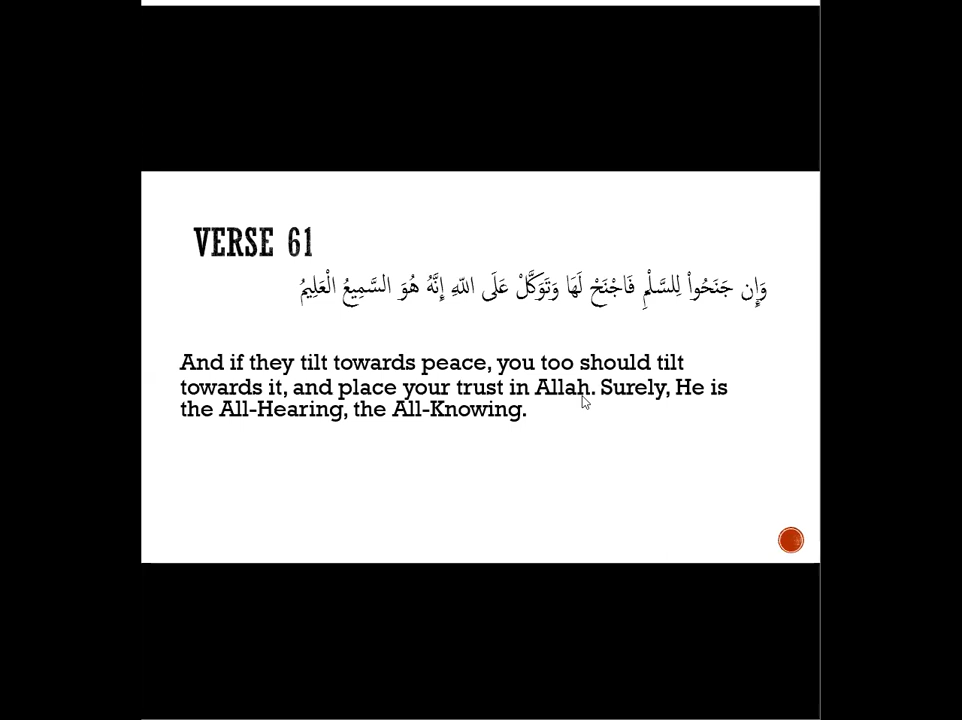 VERSE 61
وَإِن جَنَحُواْ لِلسَّلْمِ فَاجْنَحْ لَهَا وَتَوَكَّلْ عَلَى اللّهِ إِنَّهُ هُوَ السَّمِيعُ الْعَلِيمُ
And if they tilt towards peace, you too should tilt
towards it, and place your trust in Allah. Surely, He is
the All-Hearing, the All-Knowing.